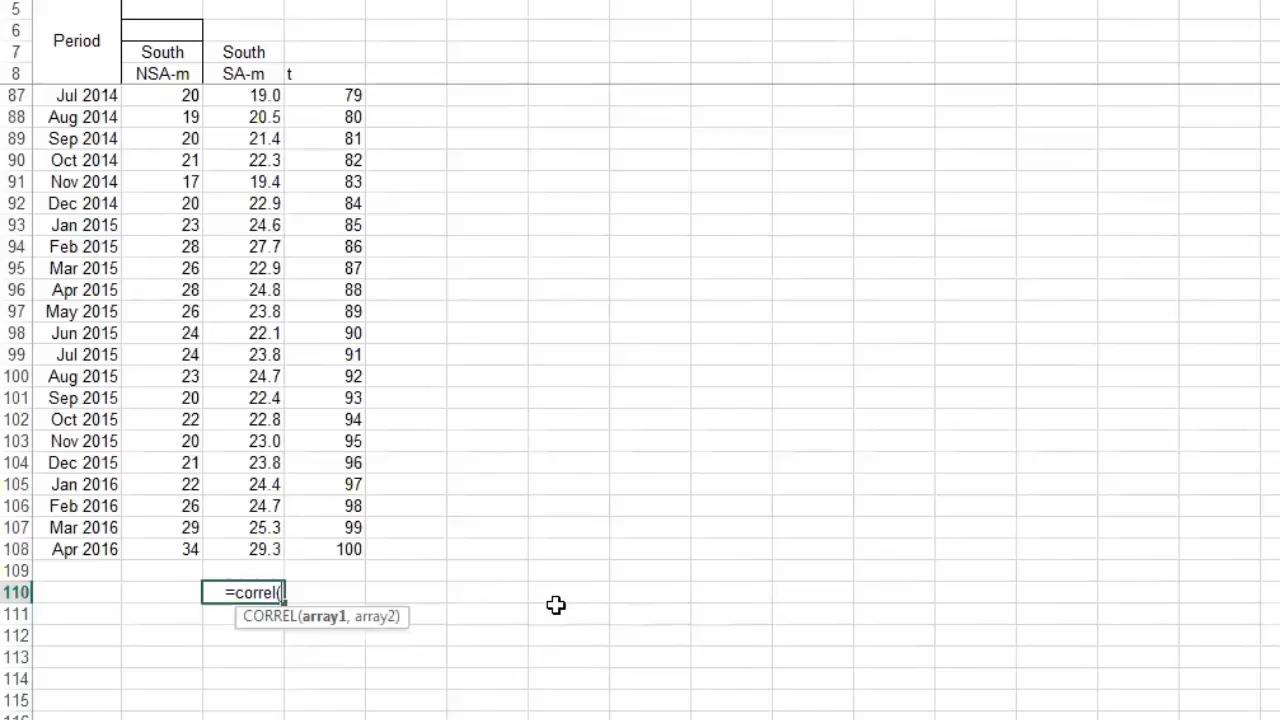 5
6
Period
7 South South
8 NSA-m SA-m t
87 Jul 2014 20 19.0 79
88 Aug 2014 19 20.5 80
89 Sep 2014 20 21.4 81
90 Oct 2014 21 22.3 82
91 Nov 2014 17 19.4 83
92 Dec 2014 20 22.9 84
93 Jan 2015 23 24.6 85
94 Feb 2015 28 27.7 86
95 Mar 2015 26 22.9 87
96 Apr 2015 28 24.8 88
97 May 2015 26 23.8 89
98 Jun 2015 24 22.1 90
99 Jul 2015 24 23.8 91
100 Aug 2015 23 24.7 92
101 Sep 2015 20 22.4 93
102 Oct 2015 22 22.8 94
103 Nov 2015 20 23.0 95
104 Dec 2015 21 23.8 96
105 Jan 2016 22 24.4 97
106 Feb 2016 26 24.7 98
107 Mar 2016 29 25.3 99
108 Apr 2016 34 29.3 100
109
110 =correl(
111 CORREL(array1, array2)
112
113
114
115
116